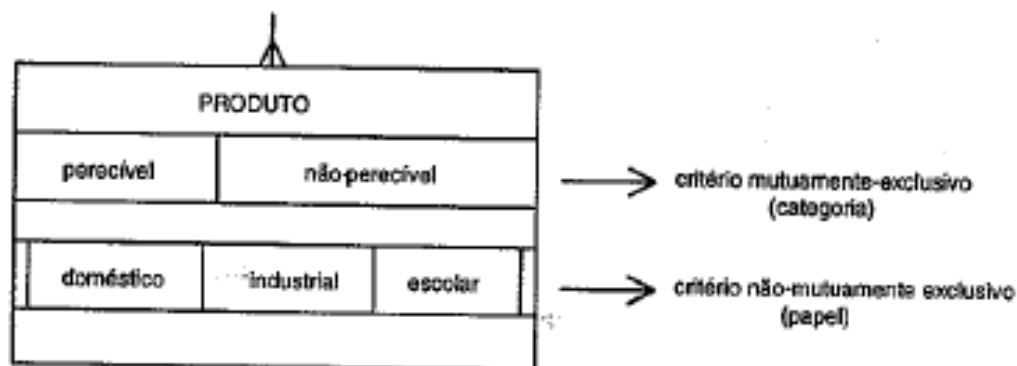 PRODUTO
perecível não-perecível
critério mutuamente-exclusivo
(categoria)
doméstico industrial escolar
critério não-mutuamente exclusivo
(papel)